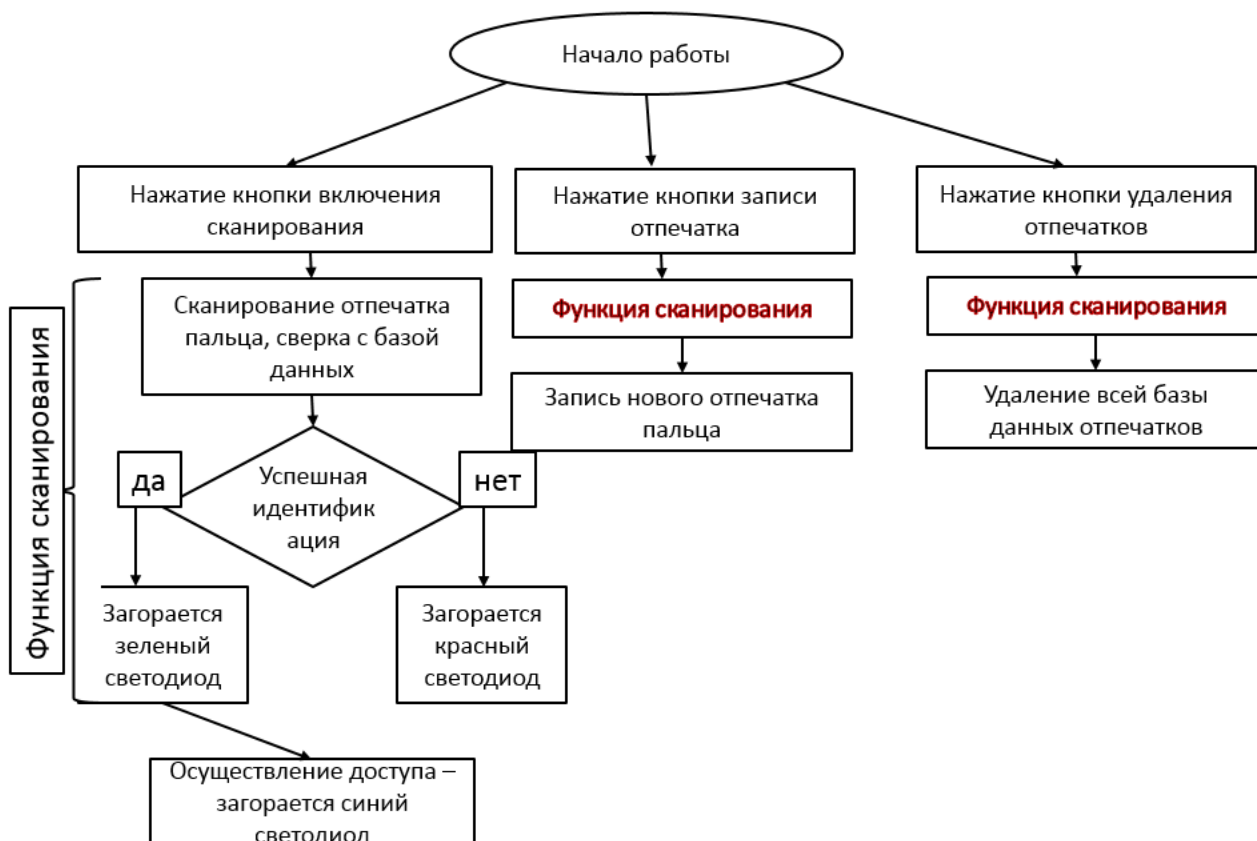 Начало работы
Нажатие кнопки включения
сканирования
Нажатие кнопки записи
отпечатка
Нажатие кнопки удаления
отпечатков
Функция сканирования
Сканирование отпечатка
пальца, сверка с базой
данных
Функция сканирования
Функция сканирования
Запись нового отпечатка
пальца
Удаление всей базы
данных отпечатков
да
Успешная
идентифик
ация
нет
Загорается
зеленый
светодиод
Загорается
красный
светодиод
Осуществление доступа –
загорается синий
светодиод